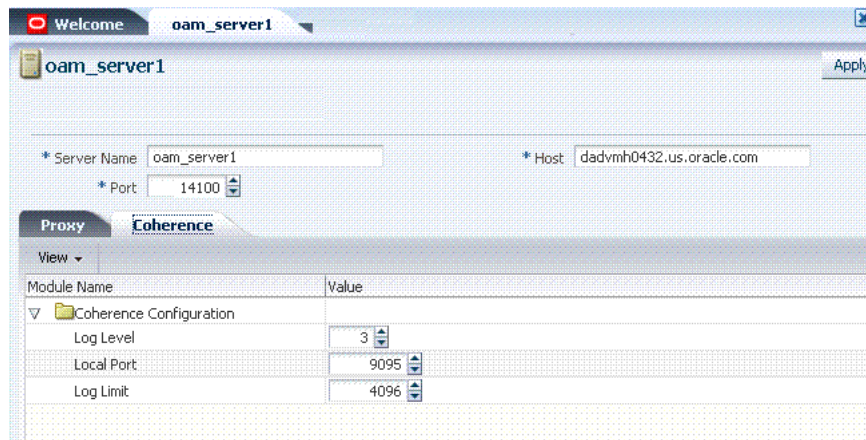 Welcome oam_server1
oam_server1 Apply
* Server Name oam_server1 * Host dadvmh0432.us.oracle.com
* Port 14100
Proxy Coherence
View
Module Name Value
Coherence Configuration
Log Level 3
Local Port 9095
Log Limit 4096